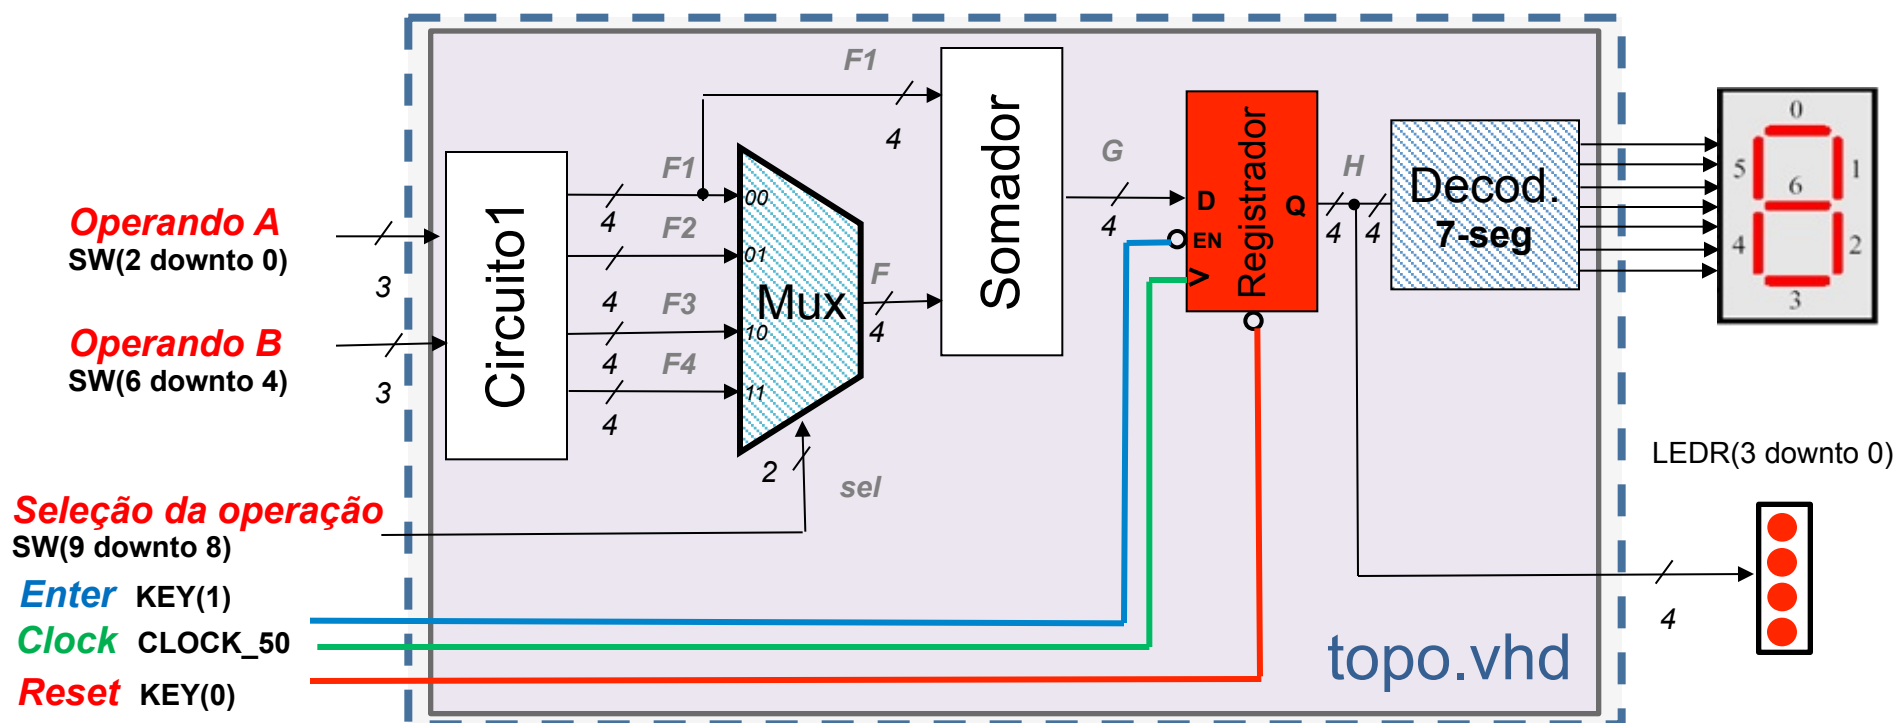 Operando A
SW(2 downto 0)
3
Operando B
SW(6 downto 4)
3
Seleção da operação
SW(9 downto 8)
Enter KEY(1)
Clock CLOCK_50
Reset KEY(0)
Circuito1
F1
4
F2
4
F3
4
F4
4
00
01
10
11
Mux
2
sel
F1
4
F
4
Somador
G
4
D
Q
EN
Registrador
H
4
4
Decod.
7-seg
0
5
1
6
4
2
3
LEDR(3 downto 0)
4
topo.vhd